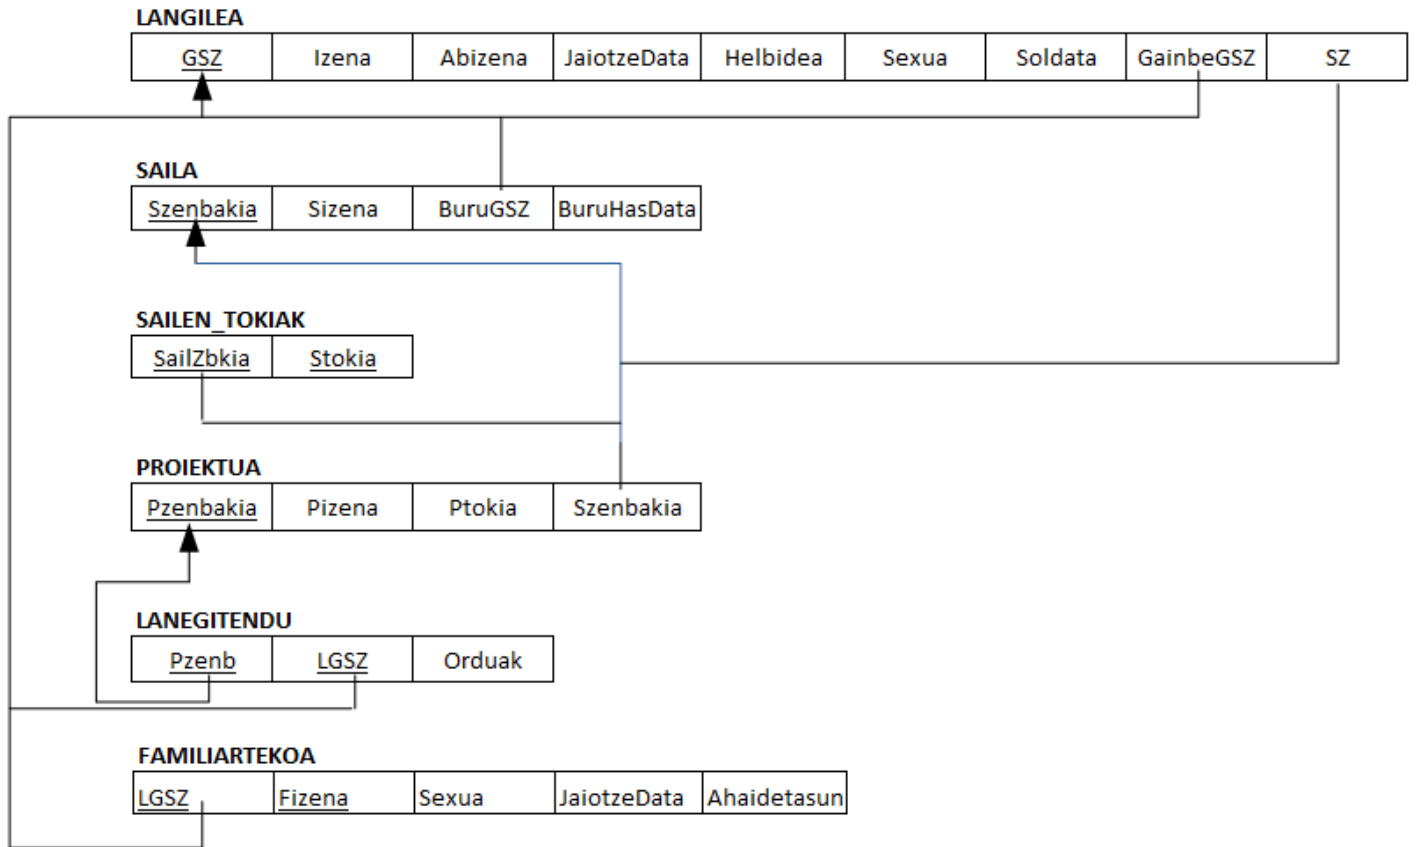 LANGILEA
GSZ Izena Abizena JaiotzeData Helbidea Sexua Soldata GainbeGSZ SZ
SAILA
Szenbakia Sizena BuruGSZ BuruHasData
SAILEN_TOKIAK
SailZbkia Stokia
PROIEKTUA
Pzenbakia Pizena Ptokia Szenbakia
LANEGITENDU
Pzenb LGSZ Orduak
FAMILIARTEKOA
LGSZ Fizena Sexua JaiotzeData Ahaidetasun